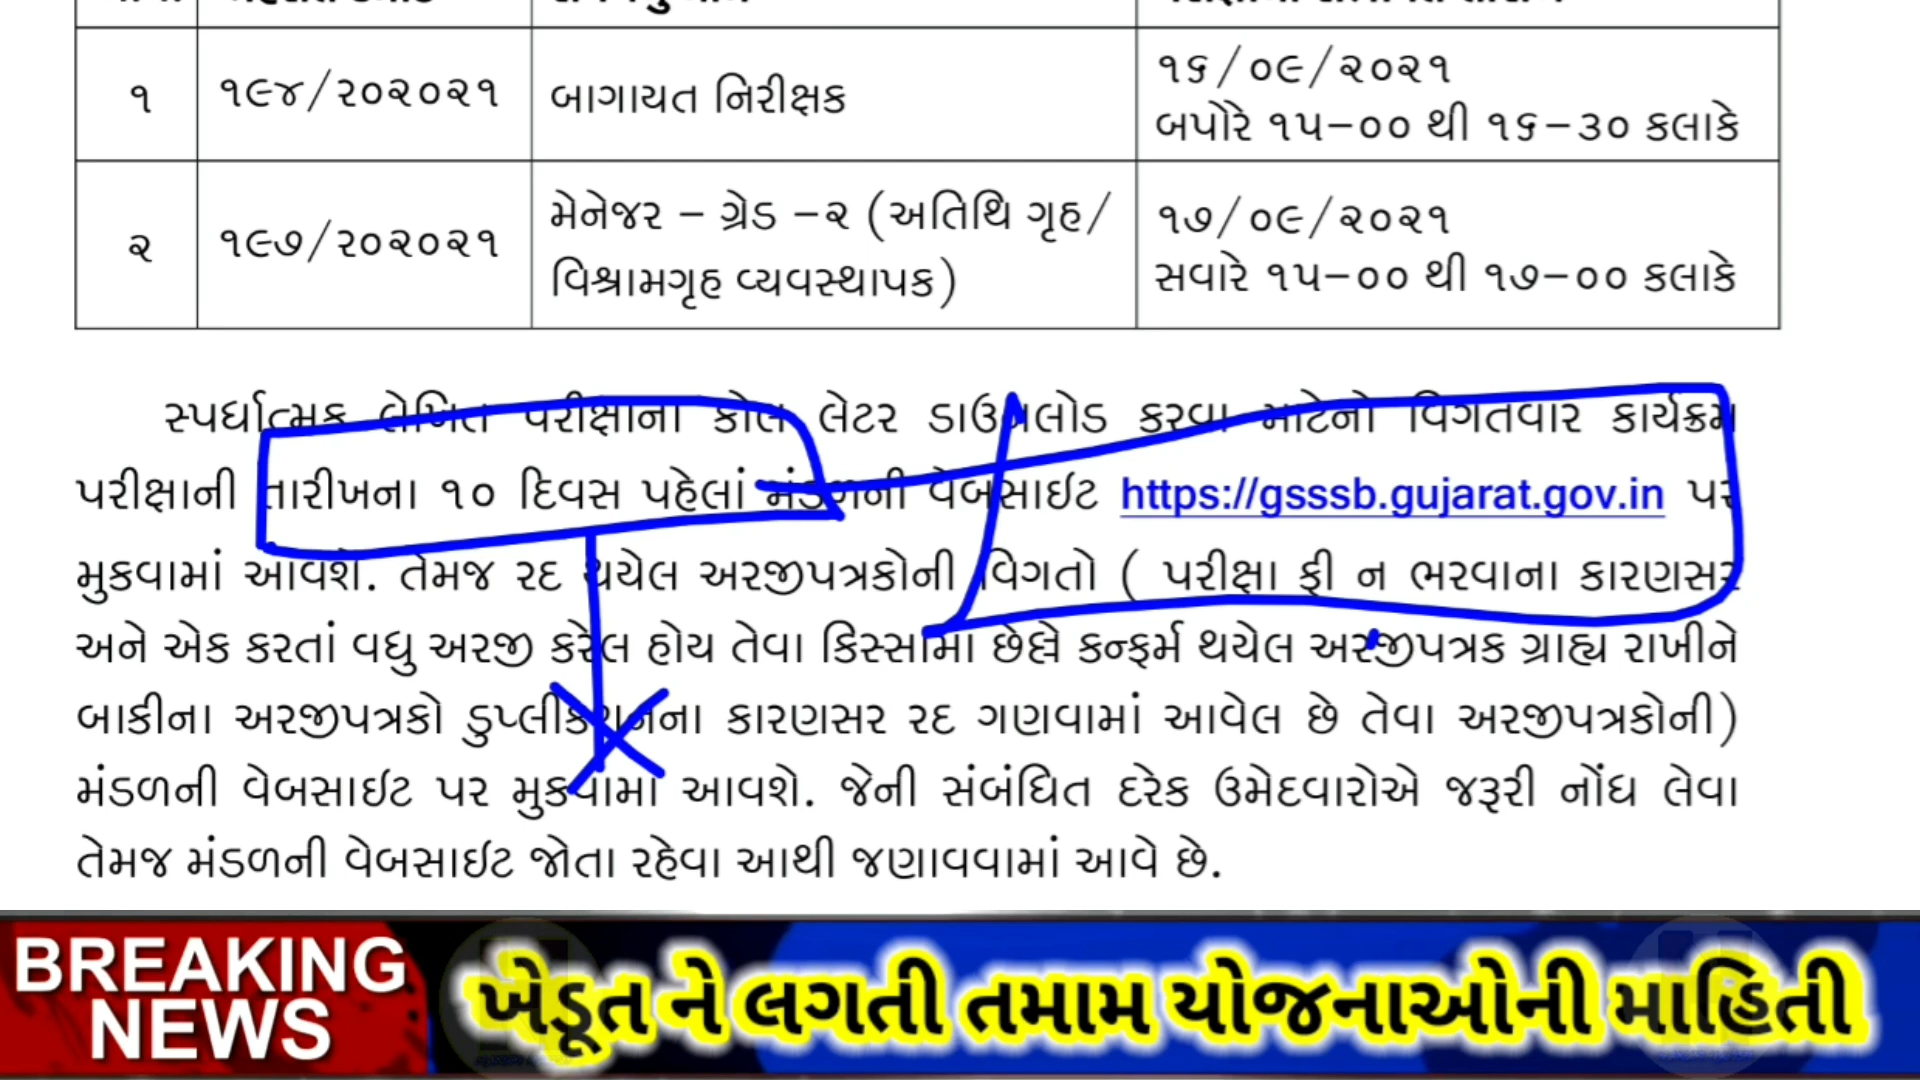 ૧
૧૯૪/૨૦૨૦૨૧
બાગાયત નિરીક્ષક
૧૬/૦૯/૨૦૨૧
બપોરે ૧૫–૦૦ થી ૧૬–૩૦ કલાકે
૨
૧૯૭/૨૦૨૦૨૧
મેનેજર – ગ્રેડ –૨ (અતિથિ ગૃહ/
વિશ્રામગૃહ વ્યવસ્થાપક)
૧૭/૦૯/૨૦૨૧
સવારે ૧૫–૦૦ થી ૧૭–૦૦ કલાકે
સ્પર્ધાત્મક લેખિત પરીક્ષાના કોલ લેટર ડાઉનલોડ કરવા માટેનો વિગતવાર કાર્યક્રમ
પરીક્ષાની તારીખના ૧૦ દિવસ પહેલાં મંડળની વેબસાઈટ https://gsssb.gujarat.gov.in પર
મુકવામાં આવશે. તેમજ રદ થયેલ અરજીપત્રકોની વિગતો ( પરીક્ષા ફી ન ભરવાના કારણસર
અને એક કરતાં વધુ અરજી કરેલ હોય તેવા કિસ્સામાં છેલ્લે કન્ફર્મ થયેલ અરજીપત્રક ગ્રાહ્ય રાખીને
બાકીના અરજીપત્રકો ડુપ્લીકેશનના કારણસર રદ ગણવામાં આવેલ છે તેવા અરજીપત્રકોની)
મંડળની વેબસાઈટ પર મુકવામાં આવશે. જેની સંબંધિત દરેક ઉમેદવારોએ જરૂરી નોંધ લેવા
તેમજ મંડળની વેબસાઈટ જોતા રહેવા આથી જણાવવામાં આવે છે.
BREAKING
NEWS
ખેડૂત ને લગતી તમામ યોજનાઓની માહિતી